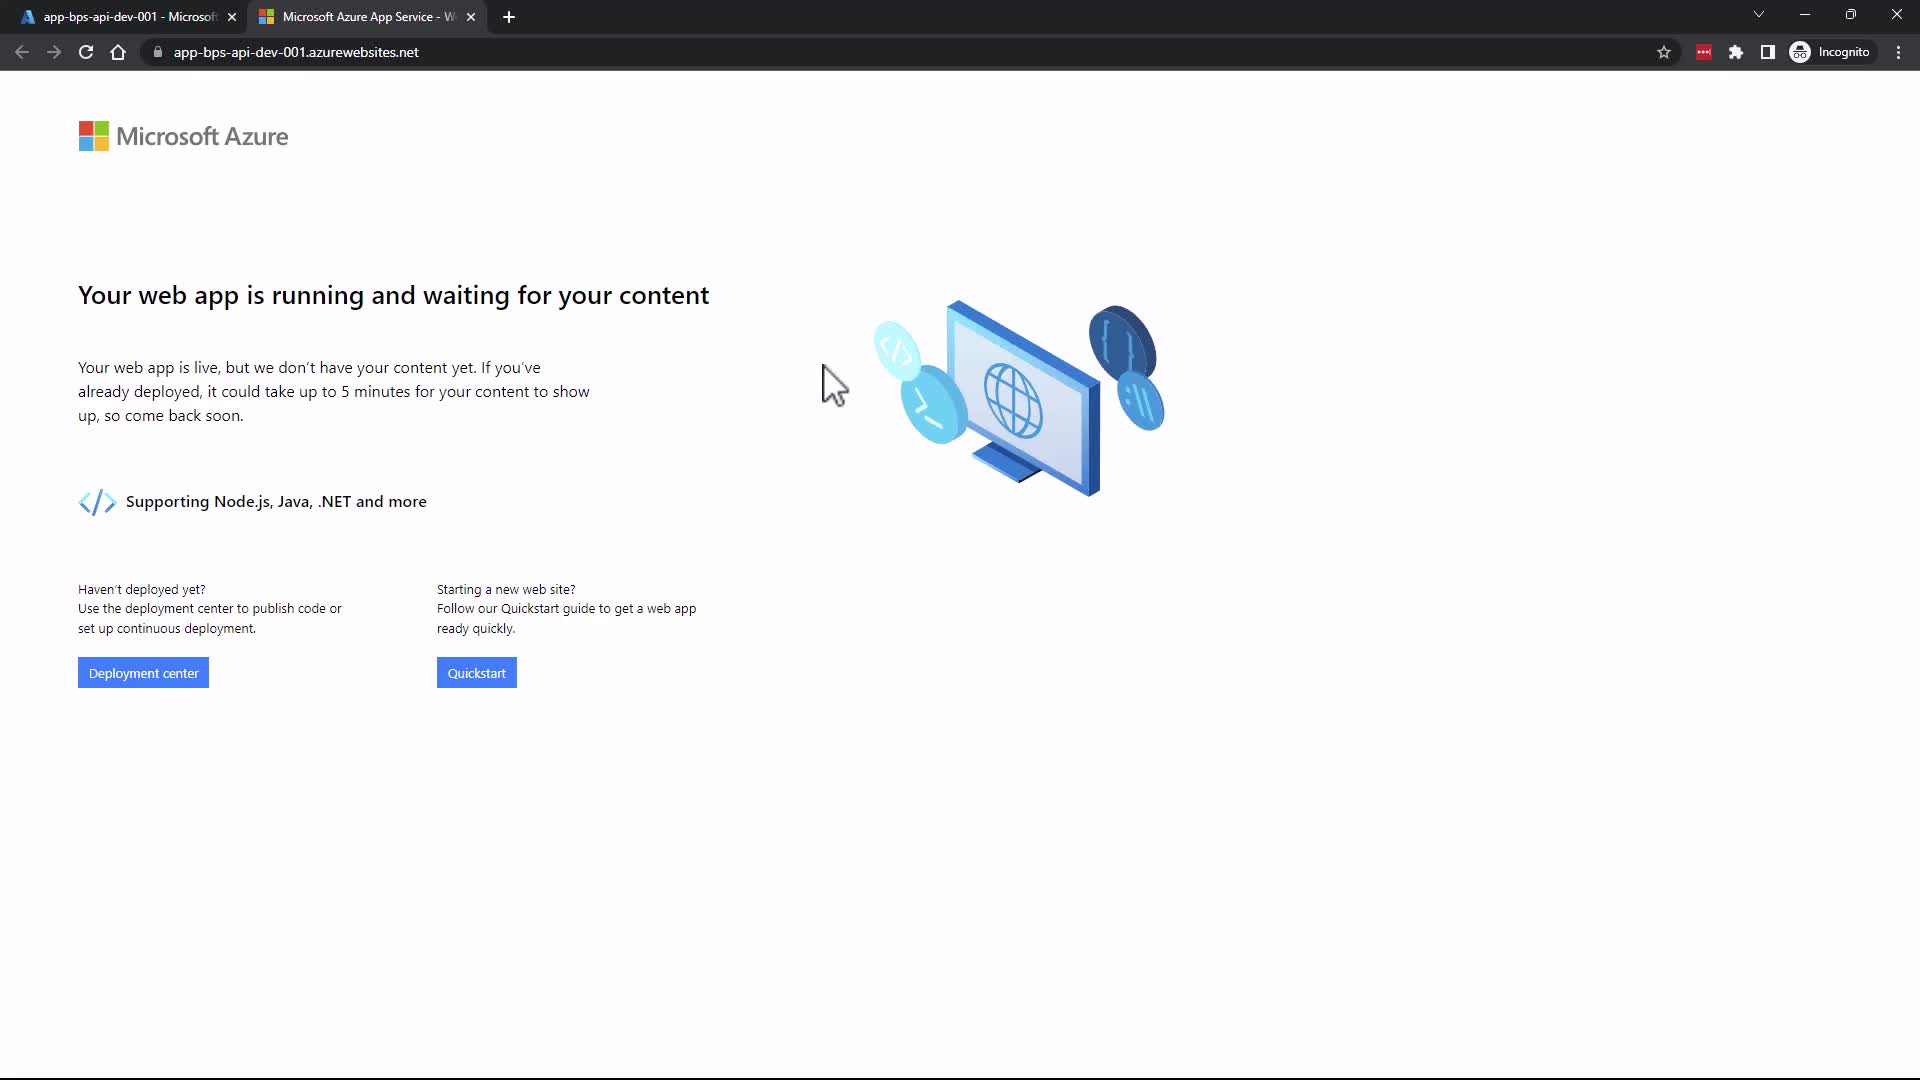 app-bps-api-dev-001 - Microsoft
Microsoft Azure App Service - W
app-bps-api-dev-001.azurewebsites.net
Incognito
Microsoft Azure
Your web app is running and waiting for your content
Your web app is live, but we don't have your content yet. If you've
already deployed, it could take up to 5 minutes for your content to show
up, so come back soon.
</> Supporting Node.js, Java, .NET and more
Haven't deployed yet?
Use the deployment center to publish code or
set up continuous deployment.
Deployment center
Starting a new web site?
Follow our Quickstart guide to get a web app
ready quickly.
Quickstart